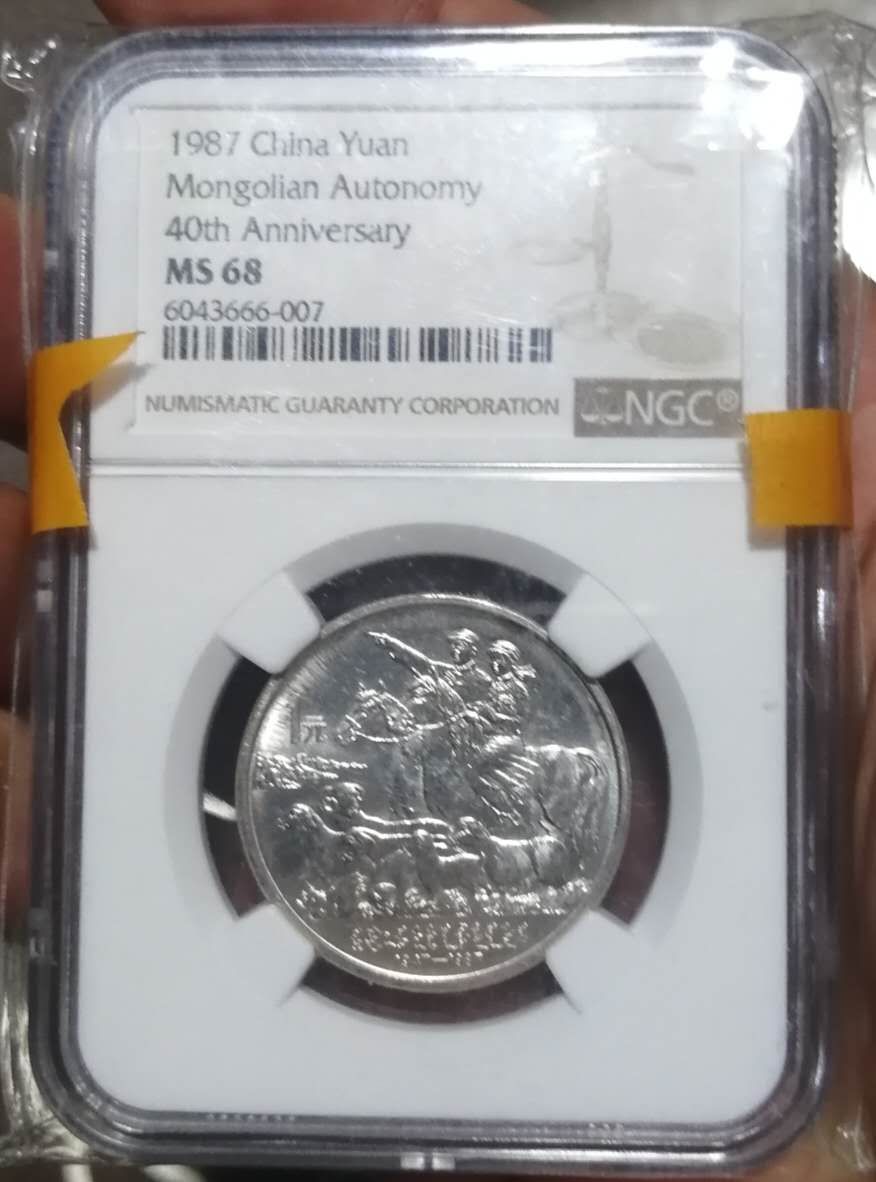 1987 China Yuan
Mongolian Autonomy
40th Anniversary
MS 68
6043666-007
NUMISMATIC GUARANTY CORPORATION
NGC®
1元